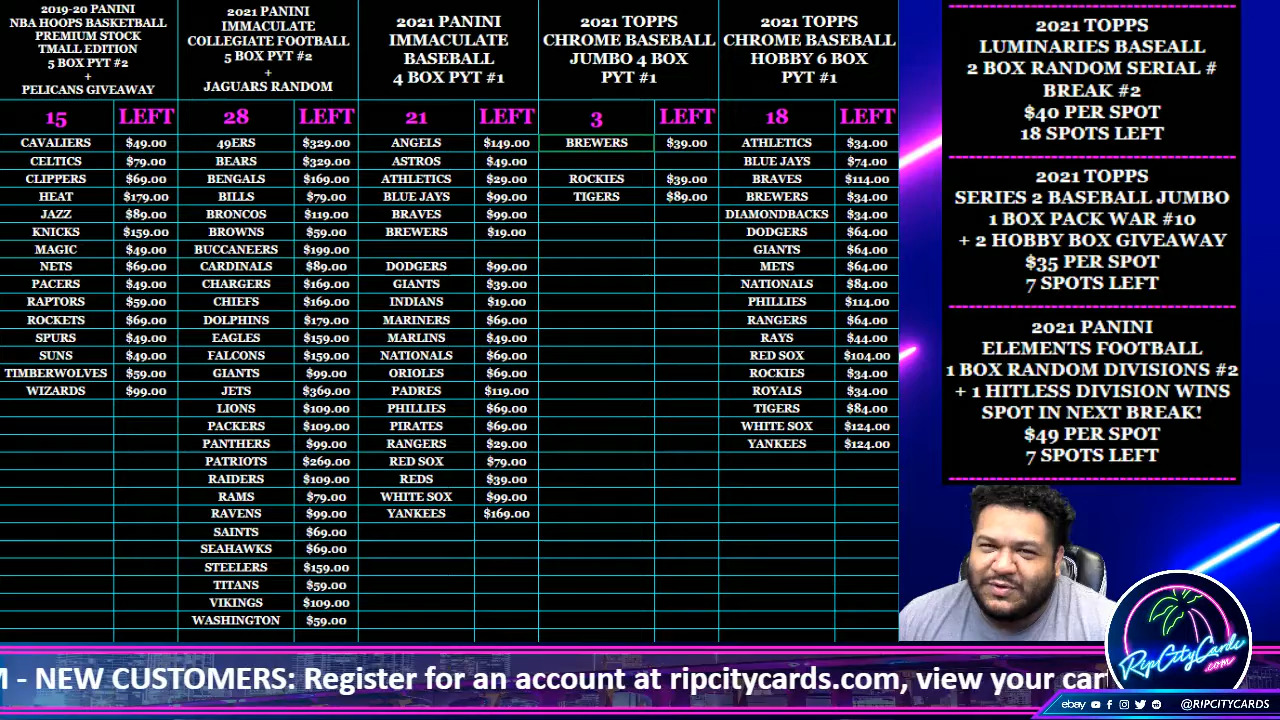 2019-20 PANINI
NBA HOOPS BASKETBALL
PREMIUM STOCK
TMALL EDITION
5 BOX PYT #2
+
PELICANS GIVEAWAY
15 LEFT
CAVALIERS $49.00
CELTICS $79.00
CLIPPERS $69.00
HEAT $179.00
JAZZ $89.00
KNICKS $159.00
MAGIC $49.00
NETS $69.00
PACERS $49.00
RAPTORS $59.00
ROCKETS $69.00
SPURS $49.00
SUNS $49.00
TIMBERWOLVES $59.00
WIZARDS $99.00
2021 PANINI
IMMACULATE
COLLEGIATE FOOTBALL
5 BOX PYT #2
+
JAGUARS RANDOM
28 LEFT
49ERS $329.00
BEARS $329.00
BENGALS $169.00
BILLS $79.00
BRONCOS $119.00
BROWNS $59.00
BUCCANEERS $199.00
CARDINALS $89.00
CHARGERS $169.00
CHIEFS $169.00
DOLPHINS $179.00
EAGLES $159.00
FALCONS $159.00
GIANTS $99.00
JETS $369.00
LIONS $109.00
PACKERS $109.00
PANTHERS $99.00
PATRIOTS $269.00
RAIDERS $109.00
RAMS $79.00
RAVENS $99.00
SAINTS $69.00
SEAHAWKS $69.00
STEELERS $159.00
TITANS $59.00
VIKINGS $109.00
WASHINGTON $59.00
2021 PANINI
IMMACULATE
BASEBALL
4 BOX PYT #1
21 LEFT
ANGELS $149.00
ASTROS $49.00
ATHLETICS $29.00
BLUE JAYS $99.00
BRAVES $99.00
BREWERS $19.00
DODGERS $99.00
GIANTS $39.00
INDIANS $19.00
MARINERS $69.00
MARLINS $49.00
NATIONALS $69.00
ORIOLES $69.00
PADRES $119.00
PHILLIES $69.00
PIRATES $69.00
RANGERS $29.00
RED SOX $79.00
REDS $39.00
WHITE SOX $99.00
YANKEES $169.00
2021 TOPPS
CHROME BASEBALL
JUMBO 4 BOX
PYT #1
3 LEFT
BREWERS $39.00
ROCKIES $39.00
TIGERS $89.00
2021 TOPPS
CHROME BASEBALL
HOBBY 6 BOX
PYT #1
18 LEFT
ATHLETICS $34.00
BLUE JAYS $74.00
BRAVES $114.00
BREWERS $34.00
DIAMONDBACKS $34.00
DODGERS $64.00
GIANTS $64.00
METS $64.00
NATIONALS $84.00
PHILLIES $114.00
RANGERS $64.00
RAYS $44.00
RED SOX $104.00
ROCKIES $34.00
ROYALS $34.00
TIGERS $84.00
WHITE SOX $124.00
YANKEES $124.00
2021 TOPPS
LUMINARIES BASEALL
2 BOX RANDOM SERIAL #
BREAK #2
$40 PER SPOT
18 SPOTS LEFT
2021 TOPPS
SERIES 2 BASEBALL JUMBO
1 BOX PACK WAR #10
+ 2 HOBBY BOX GIVEAWAY
$35 PER SPOT
7 SPOTS LEFT
2021 PANINI
ELEMENTS FOOTBALL
1 BOX RANDOM DIVISIONS #2
+ 1 HITLESS DIVISION WINS
SPOT IN NEXT BREAK!
$49 PER SPOT
7 SPOTS LEFT
RipCityCards
.com
M - NEW CUSTOMERS: Register for an account at ripcitycards.com, view your car
ebay @RIPCITYCARDS